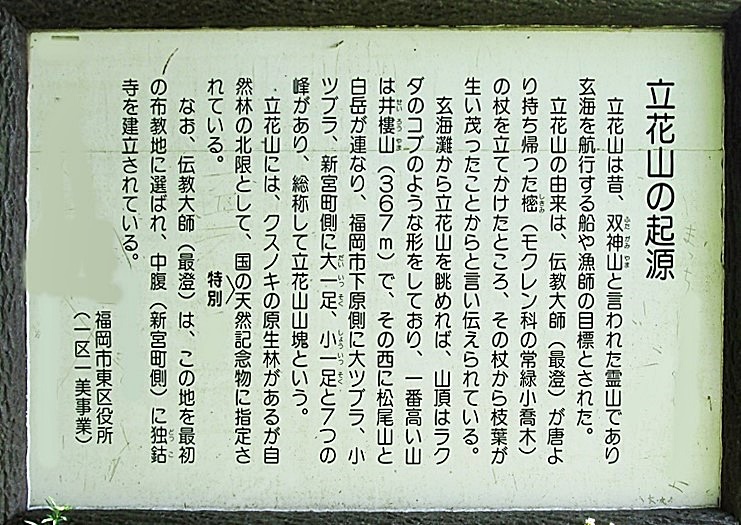 立花山の起源
立花山は昔、双神山と言われた霊山であり
玄海を航行する船や漁師の目標とされた。
立花山の由来は、伝教大師（最澄）が唐よ
り持ち帰った樒（モクレン科の常緑小喬木）
の杖を立てかけたところ、その杖から枝葉が
生い茂ったことからと言い伝えられている。
玄海灘から立花山を眺めれば、山頂はラク
ダのコブのような形をしており、一番高い山
は井樓山（367m）で、その西に松尾山と
白岳が連なり、福岡市下原側に大ツブラ、小
ツブラ、新宮町側に大一足、小一足と7つの
峰があり、総称して立花山山塊という。
立花山には、クスノキの原生林があるが自
然林の北限として、国の天然記念物に指定さ
特別
れている。
なお、伝教大師（最澄）は、この地を最初
の布教地に選ばれ、中腹（新宮町側）に独鈷
寺を建立されている。
福岡市東区役所
（一区一美事業）